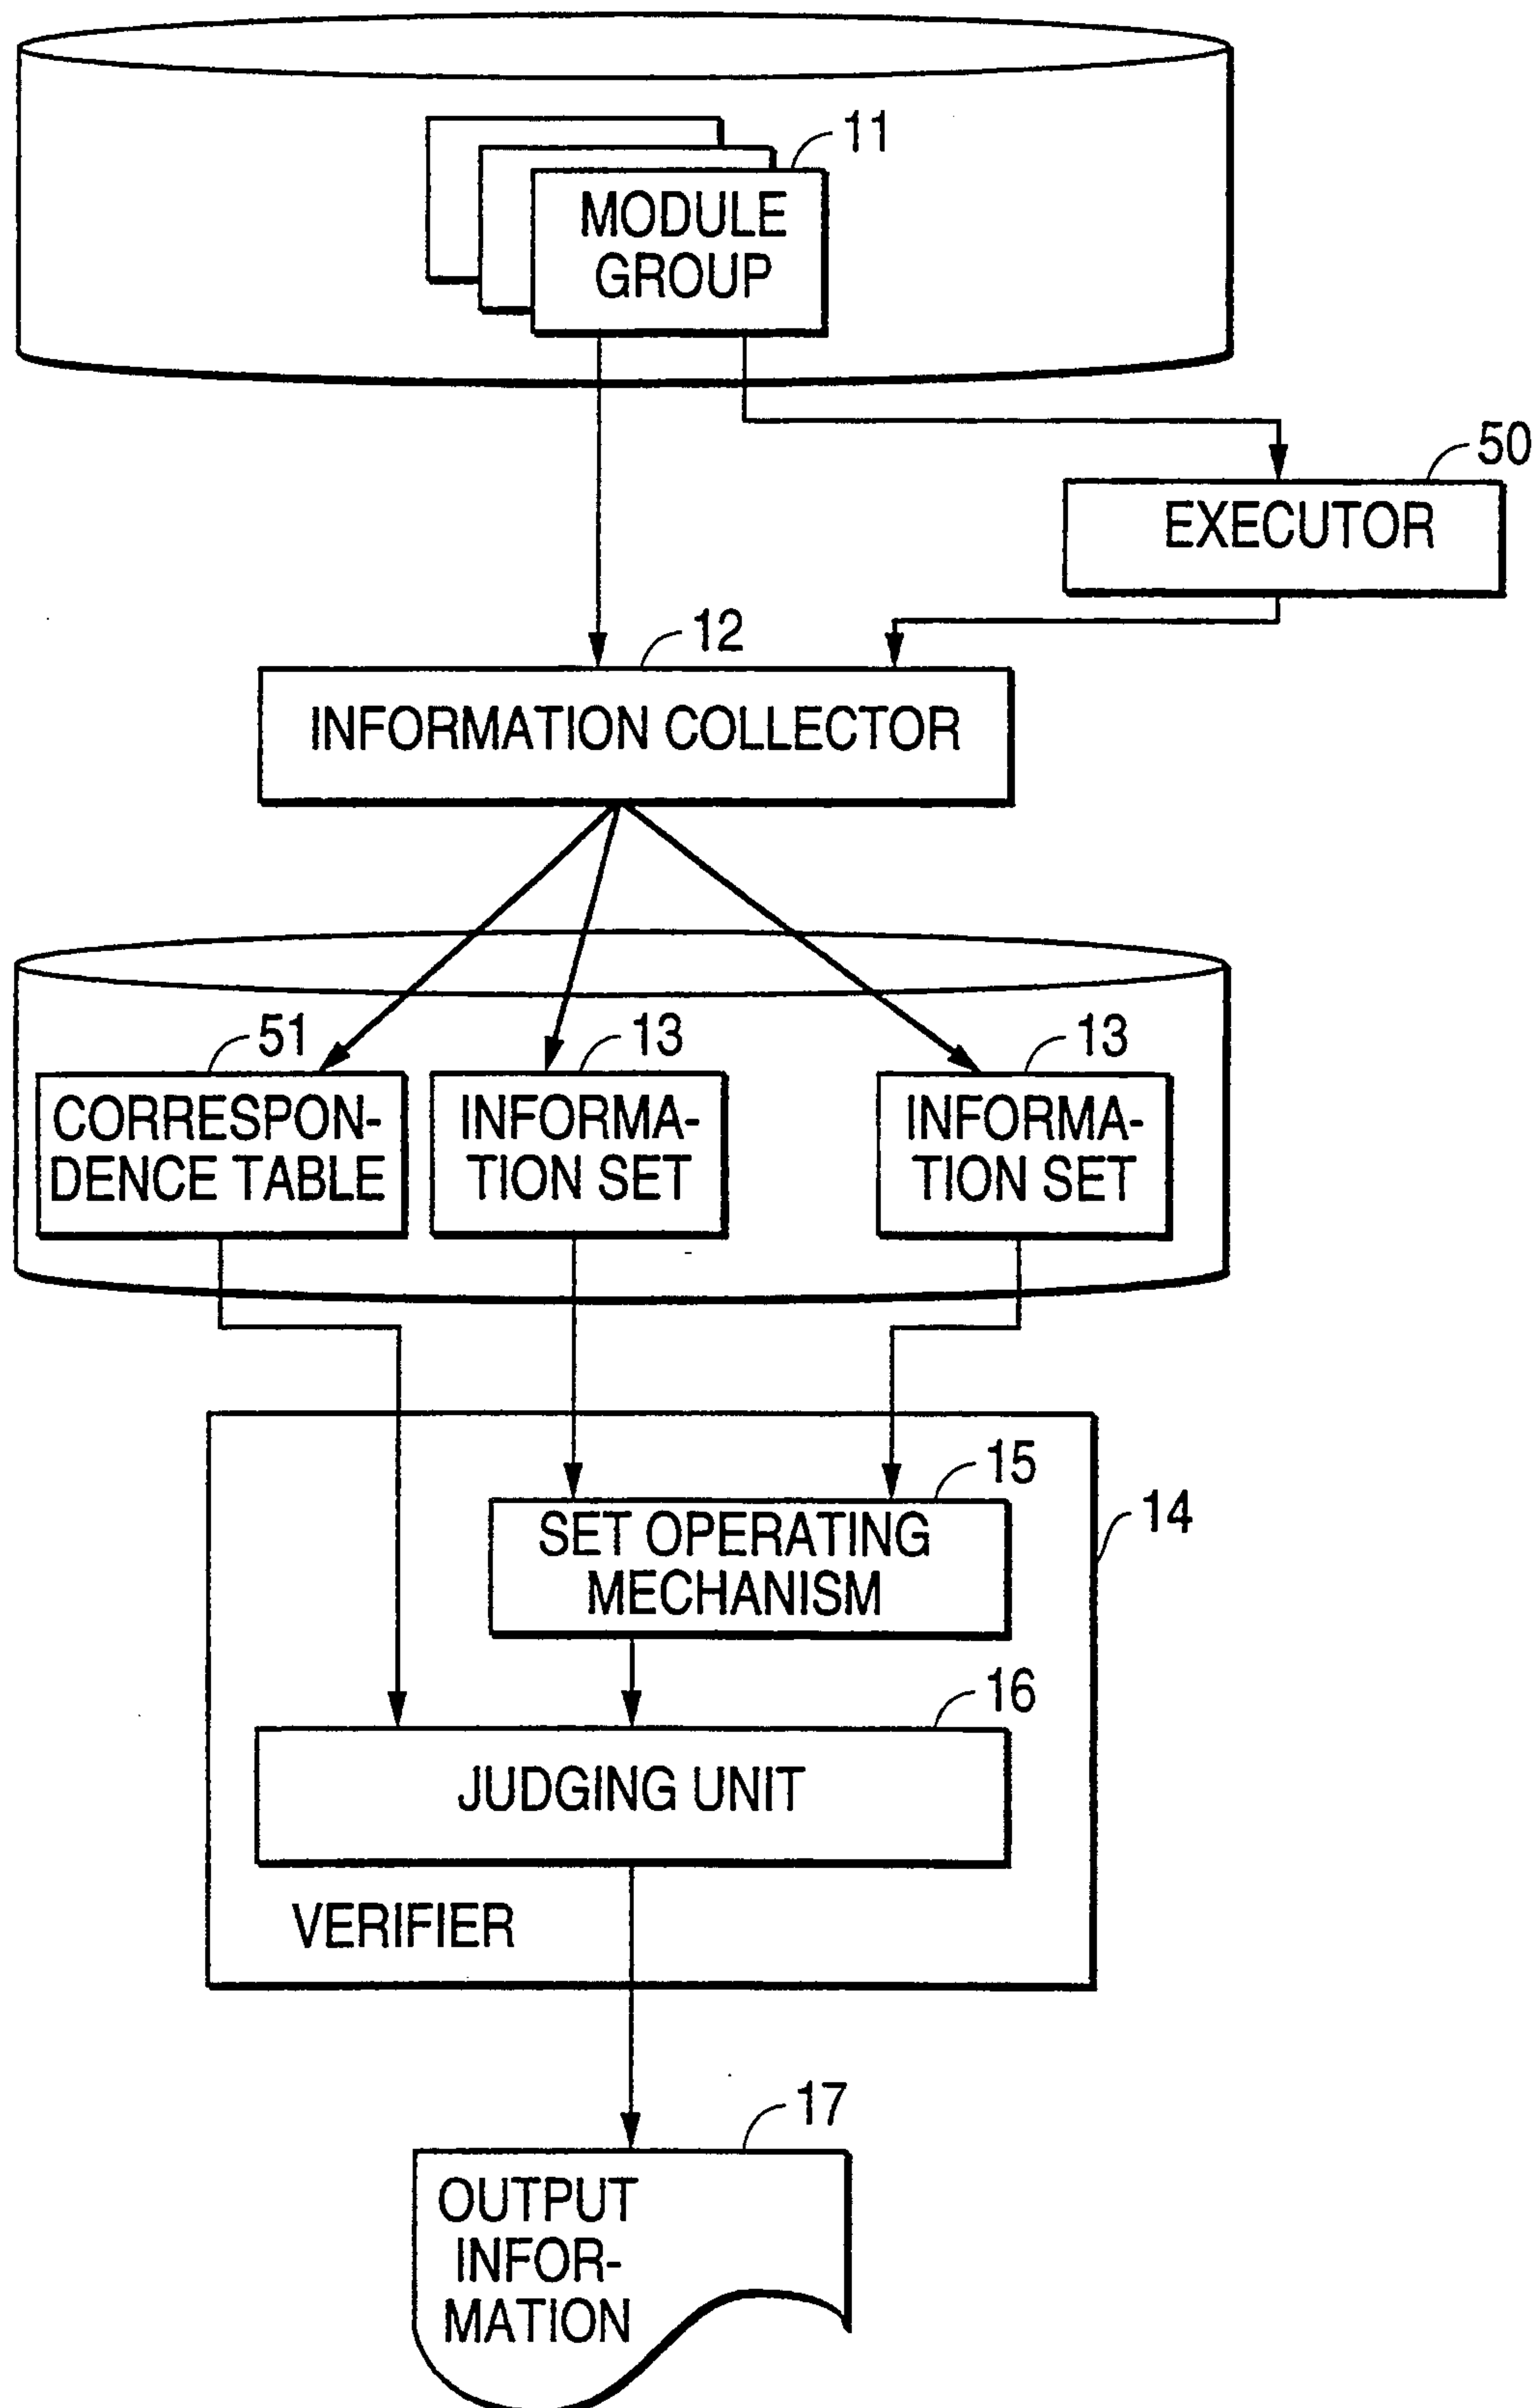 11
MODULE
GROUP
50
EXECUTOR
12
INFORMATION COLLECTOR
51
CORRESPON-
DENCE TABLE
13
INFORMA-
TION SET
13
INFORMA-
TION SET
15
SET OPERATING
MECHANISM
14
16
JUDGING UNIT
VERIFIER
17
OUTPUT
INFOR-
MATION